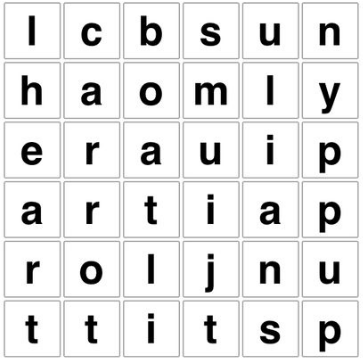 l c b s u n
h a o m l y
e r a u i p
a r t i a p
r o l j n u
t t i t s p